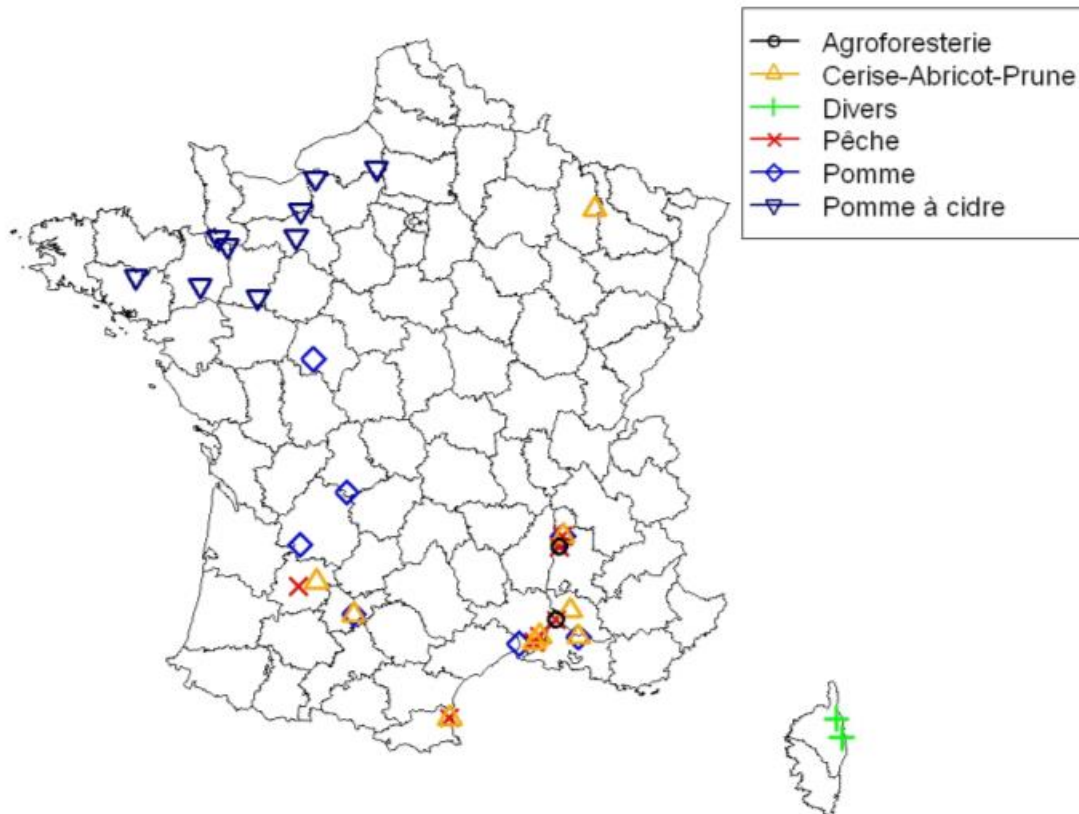 Agroforesterie
Cerise-Abricot-Prune
Divers
Pêche
Pomme
Pomme à cidre